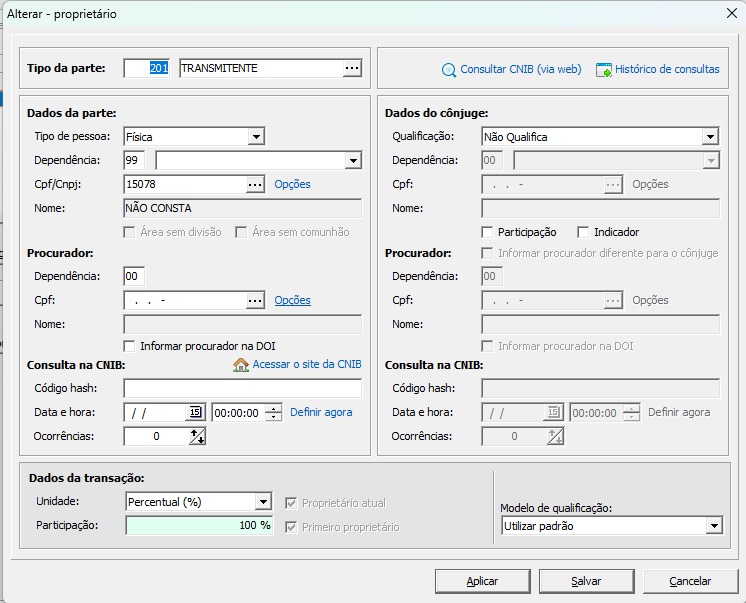 Alterar - proprietário
Tipo da parte: 201 TRANSMITENTE ...
Consultar CNIB (via web) Histórico de consultas
Dados da parte:
Tipo de pessoa: Física
Dependência: 99
Cpf/Cnpj: 15078 ... Opções
Nome: NÃO CONSTA
Área sem divisão Área sem comunhão
Procurador:
Dependência: 00
Cpf: . . - ... Opções
Nome:
Informar procurador na DOI
Consulta na CNIB: Acessar o site da CNIB
Código hash:
Data e hora: / / 15 00:00:00 Definir agora
Ocorrências: 0
Dados do cônjuge:
Qualificação: Não Qualifica
Dependência: 00
Cpf: . . - ... Opções
Nome:
Participação Indicador
Procurador: Informar procurador diferente para o cônjuge
Dependência: 00
Cpf: . . - ... Opções
Nome:
Informar procurador na DOI
Consulta na CNIB:
Código hash:
Data e hora: / / 15 00:00:00 Definir agora
Ocorrências: 0
Dados da transação:
Unidade: Percentual (%) Proprietário atual
Participação: 100 % Primeiro proprietário
Modelo de qualificação:
Utilizar padrão
Aplicar Salvar Cancelar